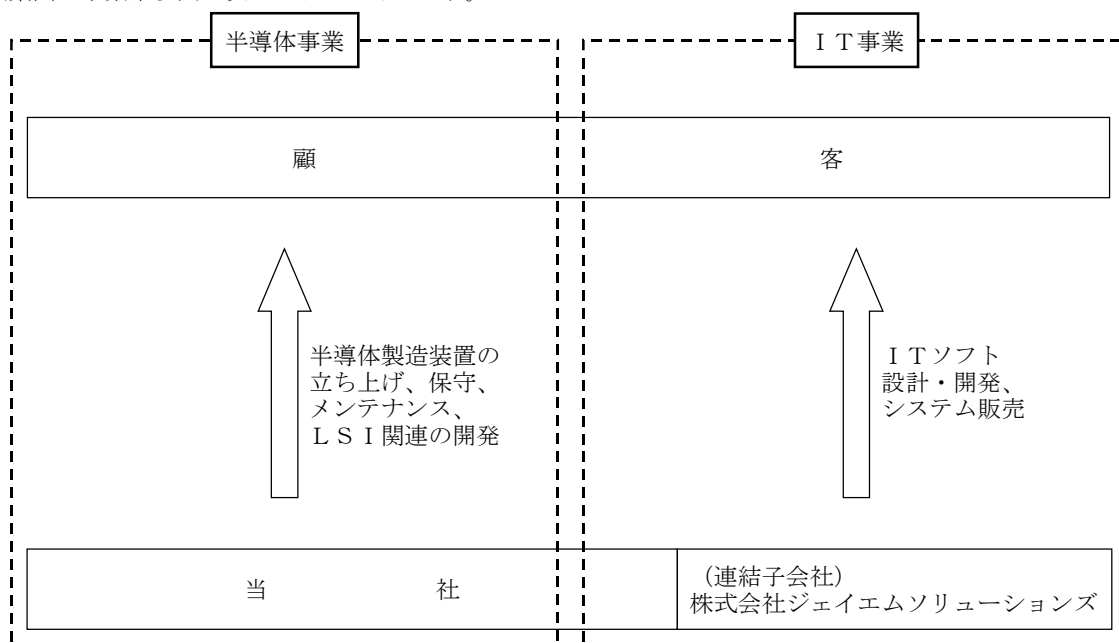 半導体事業
ＩＴ事業
顧客
半導体製造装置の
立ち上げ、保守、
メンテナンス、
ＬＳＩ関連の開発
ＩＴソフト
設計・開発、
システム販売
当社
（連結子会社）
株式会社ジェイエムソリューションズ